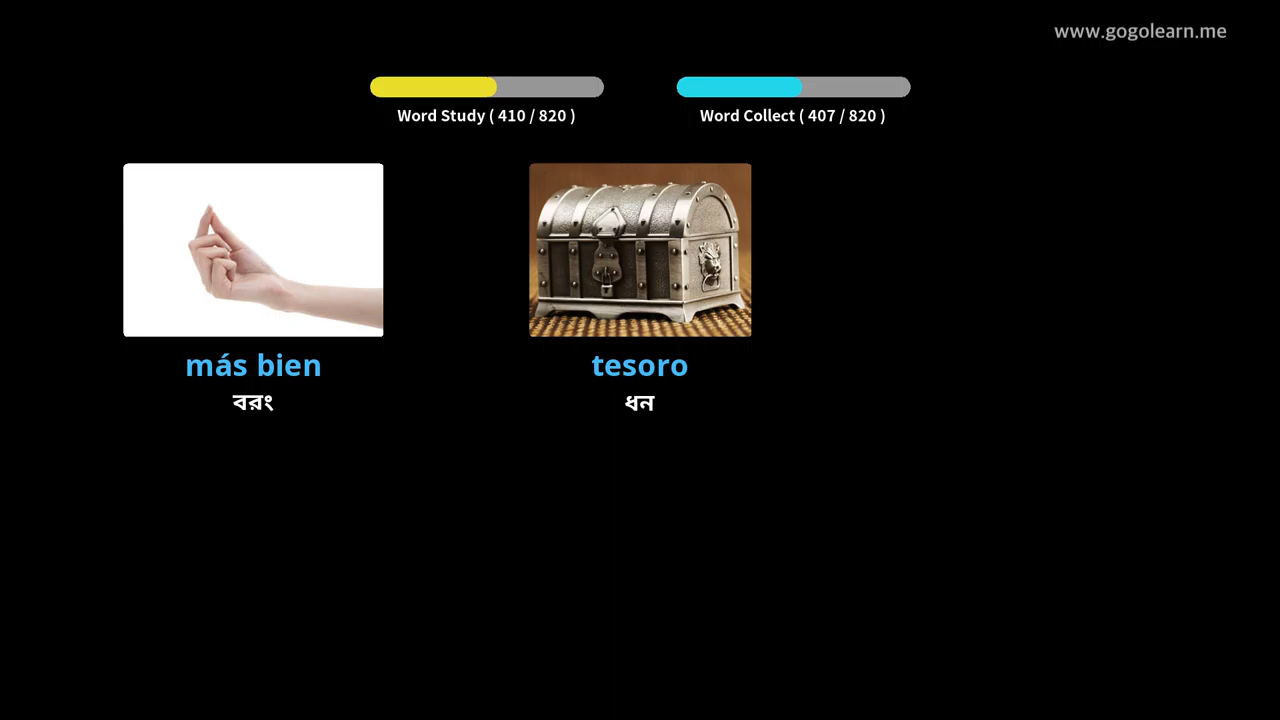 www.gogolearn.me
Word Study ( 410 / 820 )
Word Collect ( 407 / 820 )
más bien
বরং
tesoro
ধন